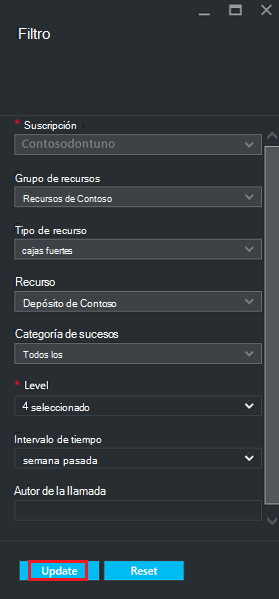 Filtro
* Suscripción
Contosodontuno
Grupo de recursos
Recursos de Contoso
Tipo de recurso
cajas fuertes
Recurso
Depósito de Contoso
Categoría de sucesos
Todos los
* Level
4 seleccionado
Intervalo de tiempo
semana pasada
Autor de la llamada
Update Reset